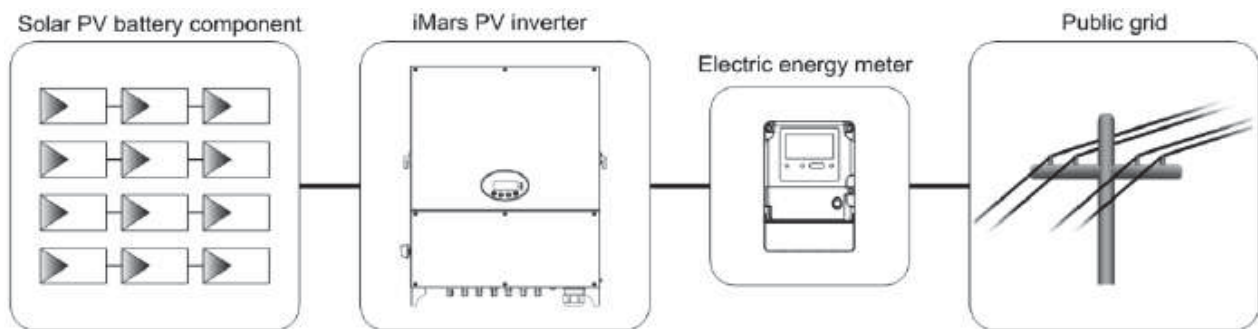 Solar PV battery component
iMars PV inverter
Electric energy meter
Public grid